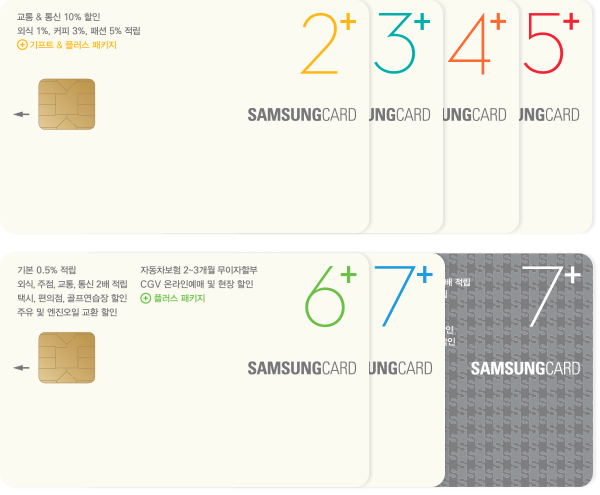 교통 & 통신 10% 할인
외식 1%, 커피 3%, 패션 5% 적립
기프트 & 플러스 패키지
2+
3+
4+
5+
SAMSUNGCARD
UNGCARD
UNGCARD
UNGCARD
기본 0.5% 적립
외식, 주점, 교통, 통신 2배 적립
택시, 편의점, 골프연습장 할인
주유 및 엔진오일 교환 할인
자동차보험 2~3개월 무이자할부
CGV 온라인예매 및 현장 할인
플러스 패키지
6+
7+
배 적립
7+
인
인
SAMSUNGCARD
UNGCARD
SAMSUNGCARD